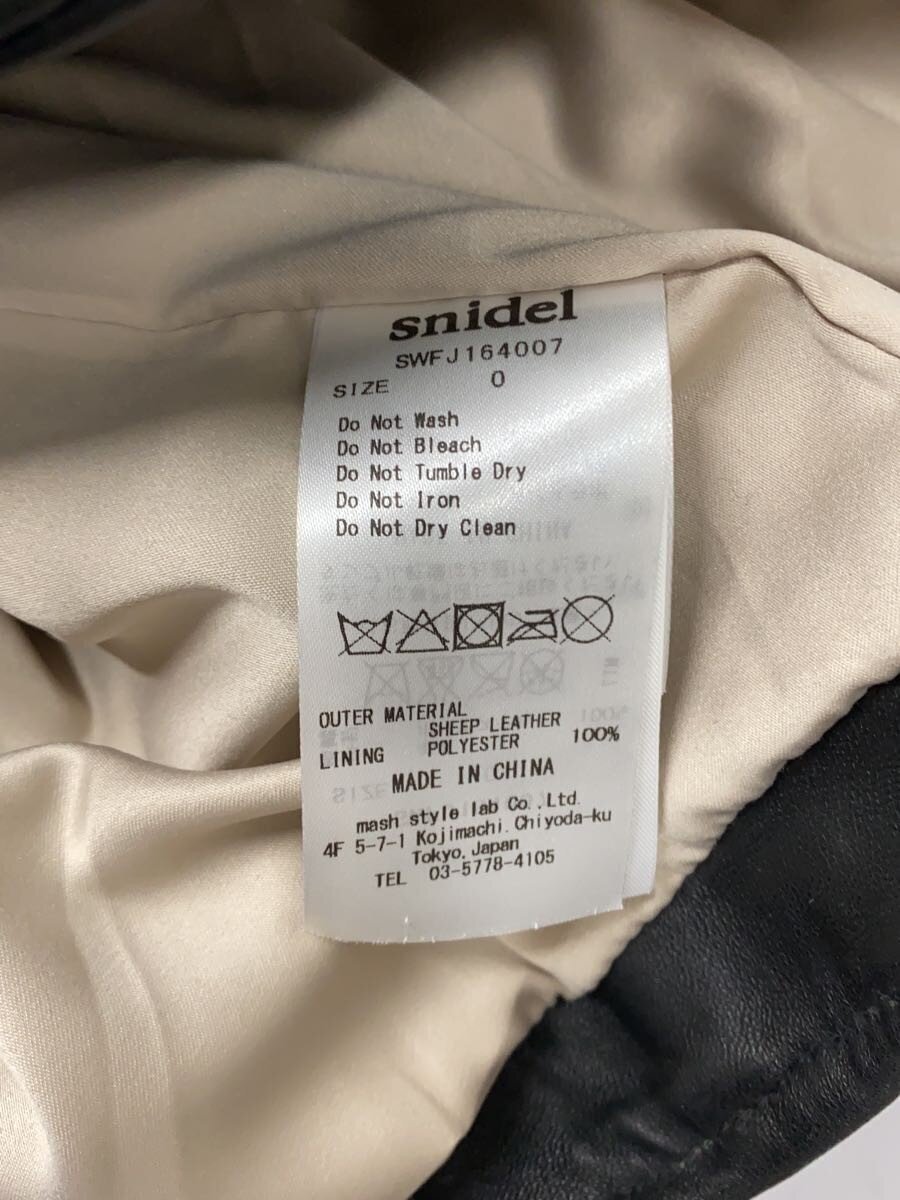 snidel
SWFJ164007
SIZE 0
Do Not Wash
Do Not Bleach
Do Not Tumble Dry
Do Not Iron
Do Not Dry Clean
OUTER MATERIAL
SHEEP LEATHER
LINING POLYESTER 100%
MADE IN CHINA
mash style lab Co.,Ltd.
4F 5-7-1 Kojimachi.Chiyoda-ku
Tokyo.Japan
TEL 03-5778-4105